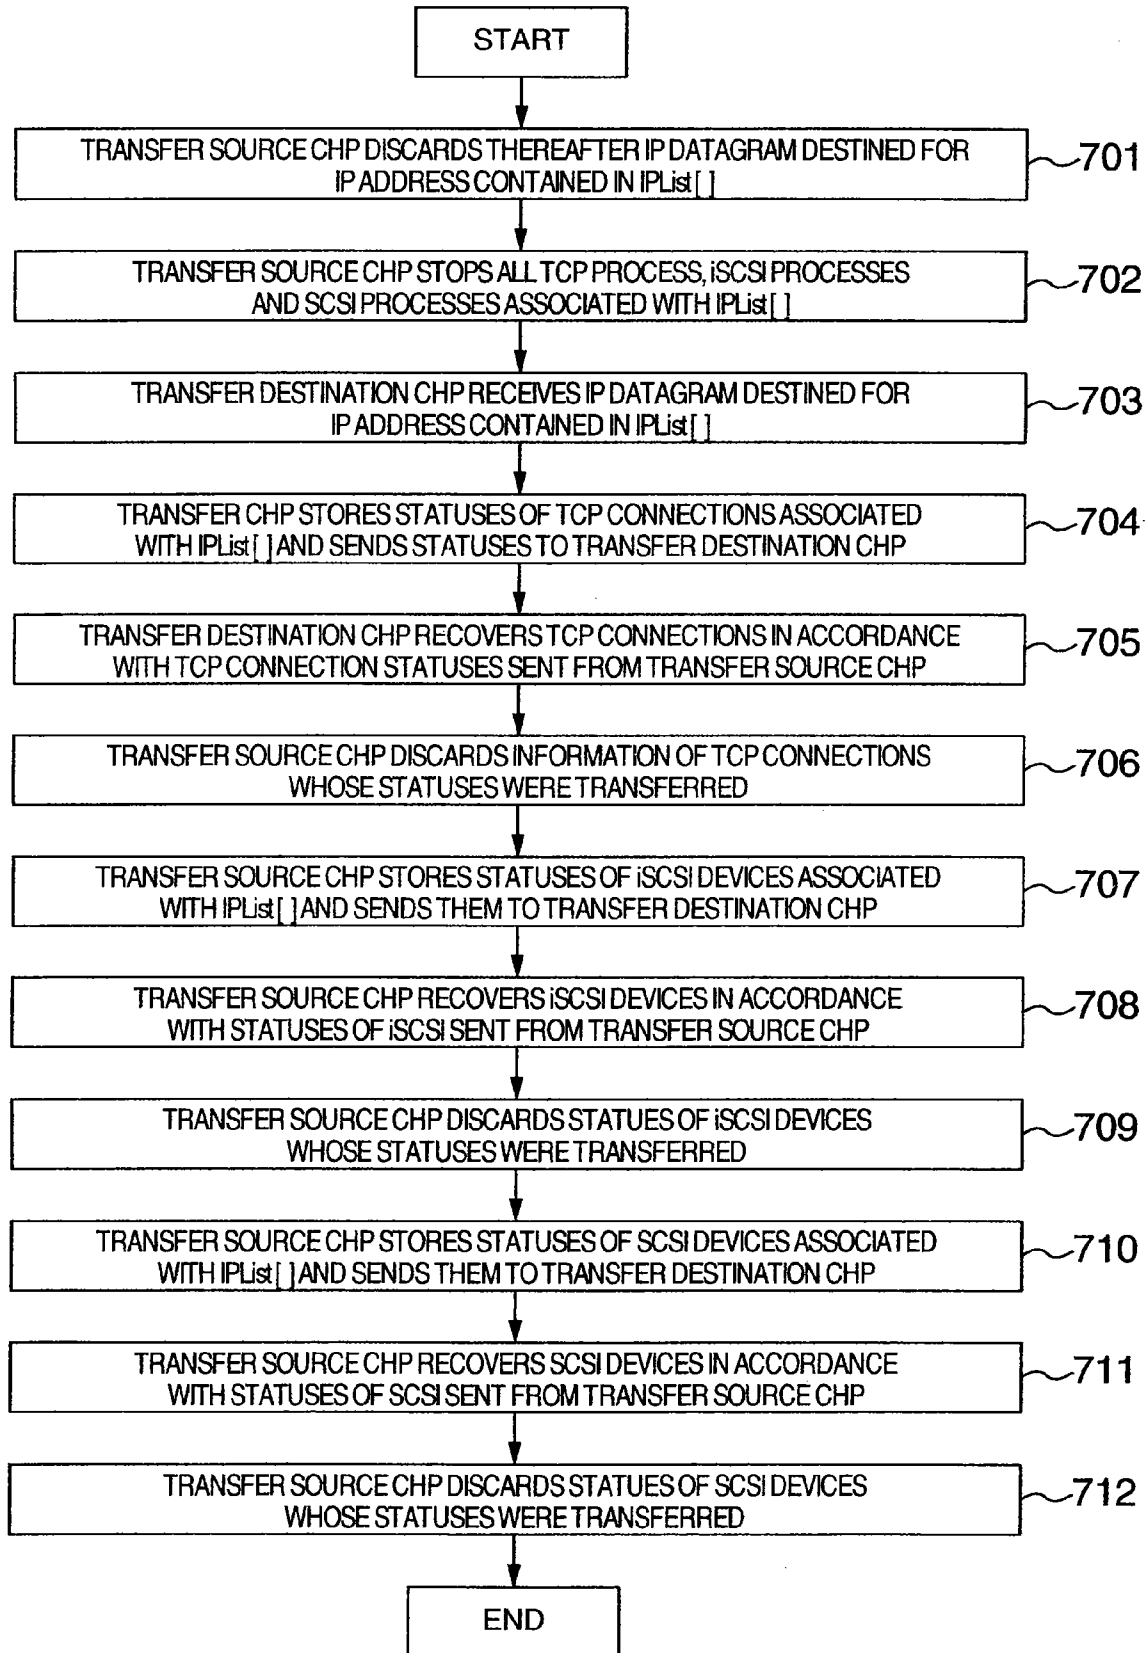 START
TRANSFER SOURCE CHP DISCARDS THEREAFTER IP DATAGRAM DESTINED FOR
IP ADDRESS CONTAINED IN IPList[ ]
701
TRANSFER SOURCE CHP STOPS ALL TCP PROCESS, iSCSI PROCESSES
AND SCSI PROCESSES ASSOCIATED WITH IPList[ ]
702
TRANSFER DESTINATION CHP RECEIVES IP DATAGRAM DESTINED FOR
IP ADDRESS CONTAINED IN IPList[ ]
703
TRANSFER CHP STORES STATUSES OF TCP CONNECTIONS ASSOCIATED
WITH IPList[ ] AND SENDS STATUSES TO TRANSFER DESTINATION CHP
704
TRANSFER DESTINATION CHP RECOVERS TCP CONNECTIONS IN ACCORDANCE
WITH TCP CONNECTION STATUSES SENT FROM TRANSFER SOURCE CHP
705
TRANSFER SOURCE CHP DISCARDS INFORMATION OF TCP CONNECTIONS
WHOSE STATUSES WERE TRANSFERRED
706
TRANSFER SOURCE CHP STORES STATUSES OF iSCSI DEVICES ASSOCIATED
WITH IPList[ ] AND SENDS THEM TO TRANSFER DESTINATION CHP
707
TRANSFER SOURCE CHP RECOVERS iSCSI DEVICES IN ACCORDANCE
WITH STATUSES OF iSCSI SENT FROM TRANSFER SOURCE CHP
708
TRANSFER SOURCE CHP DISCARDS STATUES OF iSCSI DEVICES
WHOSE STATUSES WERE TRANSFERRED
709
TRANSFER SOURCE CHP STORES STATUSES OF SCSI DEVICES ASSOCIATED
WITH IPList[ ] AND SENDS THEM TO TRANSFER DESTINATION CHP
710
TRANSFER SOURCE CHP RECOVERS SCSI DEVICES IN ACCORDANCE
WITH STATUSES OF SCSI SENT FROM TRANSFER SOURCE CHP
711
TRANSFER SOURCE CHP DISCARDS STATUES OF SCSI DEVICES
WHOSE STATUSES WERE TRANSFERRED
712
END